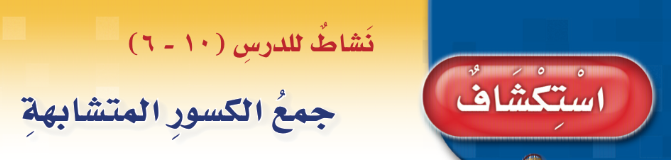 نَشاطٌ للدرسِ (١٠ - ٦)
اسْتِكْشَافٌ
جمعُ الكسورِ المتشابهةِ